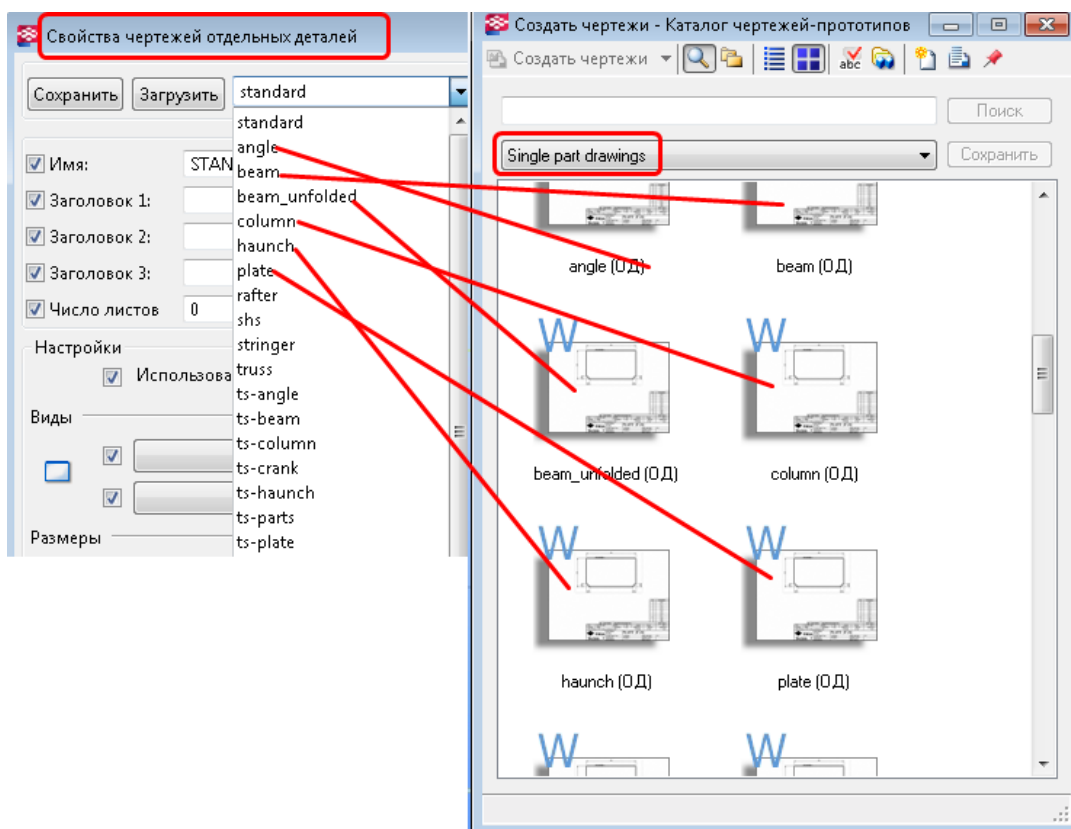 Свойства чертежей отдельных деталей
Сохранить Загрузить standard
standard
angle
beam
beam_unfolded
column
haunch
plate
rafter
shs
stringer
truss
ts-angle
ts-beam
ts-column
ts-crank
ts-haunch
ts-parts
ts-plate
Имя: STAN
Заголовок 1:
Заголовок 2:
Заголовок 3:
Число листов 0
Настройки
Использова
Виды
Размеры
Создать чертежи - Каталог чертежей-прототипов
Создать чертежи abc
Поиск
Single part drawings Сохранить
angle (ОД) beam (ОД)
W W
beam_unfolded (ОД) column (ОД)
W W
haunch (ОД) plate (ОД)
W W